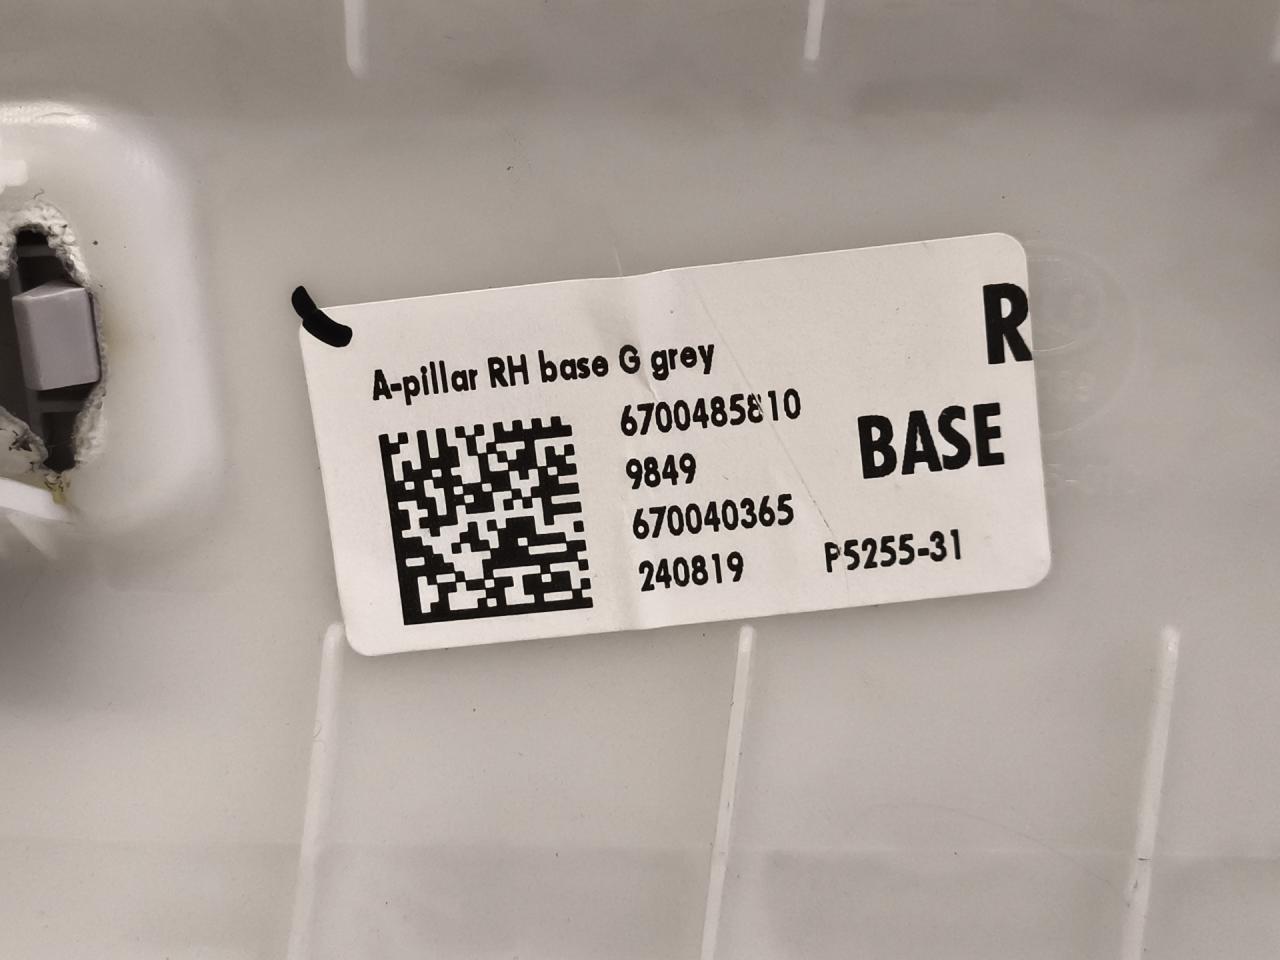 R
A-pillar RH base G grey
6700485810
BASE
9849
670040365
240819
P5255-31